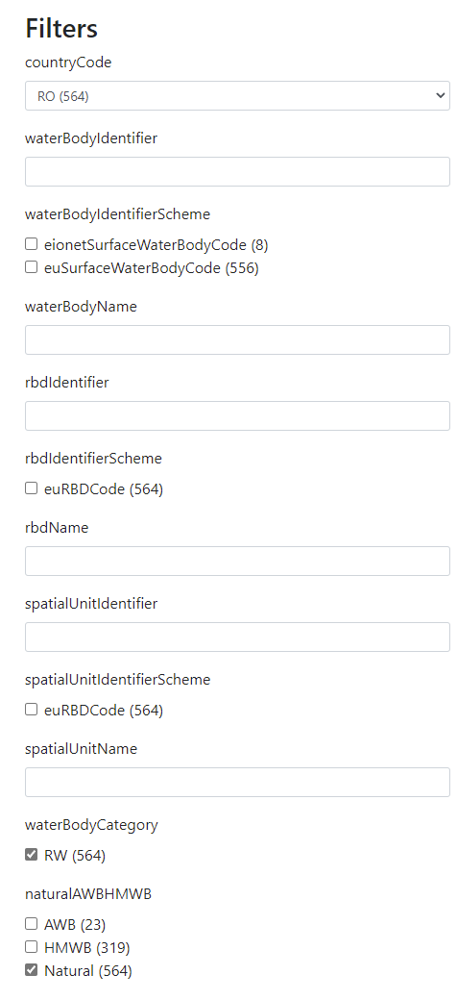 Filters
countryCode
RO (564)
waterBodyIdentifier
waterBodyIdentifierScheme
eionetSurfaceWaterBodyCode (8)
euSurfaceWaterBodyCode (556)
waterBodyName
rbdIdentifier
rbdIdentifierScheme
euRBDCode (564)
rbdName
spatialUnitIdentifier
spatialUnitIdentifierScheme
euRBDCode (564)
spatialUnitName
waterBodyCategory
RW (564)
naturalAWBHMWB
AWB (23)
HMWB (319)
Natural (564)